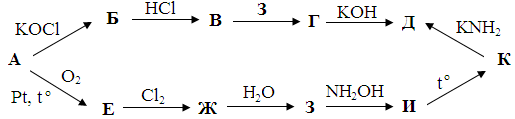 KOCl Б HCl В З Г KOH Д KNH₂
А К
Pt, t° O₂ Е Cl₂ Ж H₂O З NH₂OH И t°